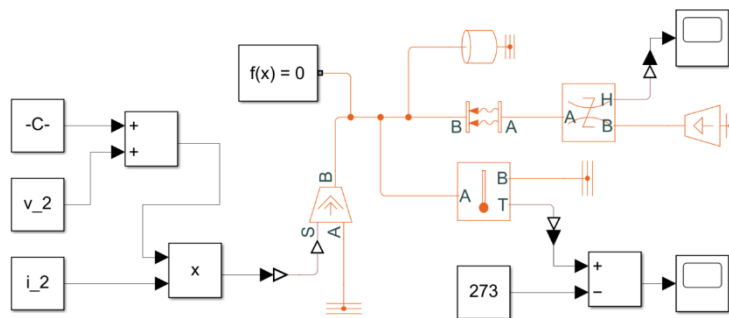 f(x) = 0
-C-
+
+
v_2
i_2
x
B
S
A
B
A
A
H
B
A
B
T
273
+
−